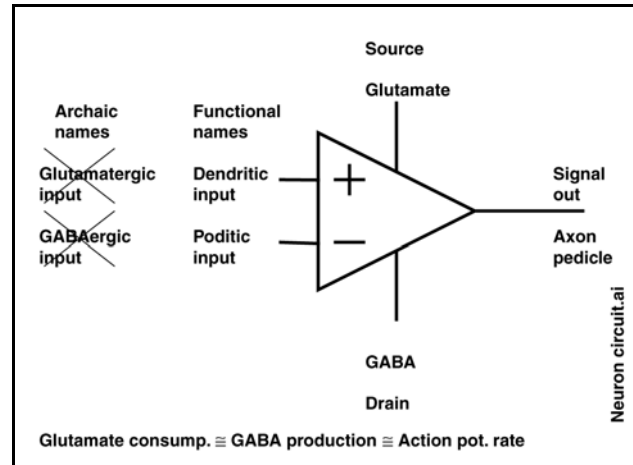 Source
Glutamate
Archaic
names
Functional
names
Glutamatergic
input
Dendritic
input
+
Signal
out
GABAergic
input
Poditic
input
−
Axon
pedicle
GABA
Drain
Neuron circuit.ai
Glutamate consump. ≅ GABA production ≅ Action pot. rate